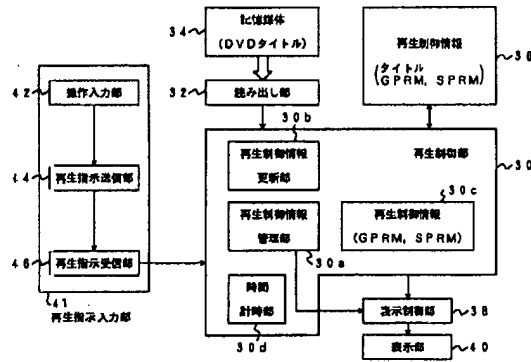 34
記憶媒体
(DVDタイトル)
再生制御情報
(タイトル
GPRM, SPRM)
36
42
操作入力部
32
読み出し部
30b
再生制御情報
更新部
再生制御部
30
44
再生指示送信部
30c
再生制御情報
管理部
再生制御情報
(GPRM, SPRM)
46
再生指示受信部
30a
41
再生指示入力部
時間
計時部
30d
表示制御部
38
表示部
40